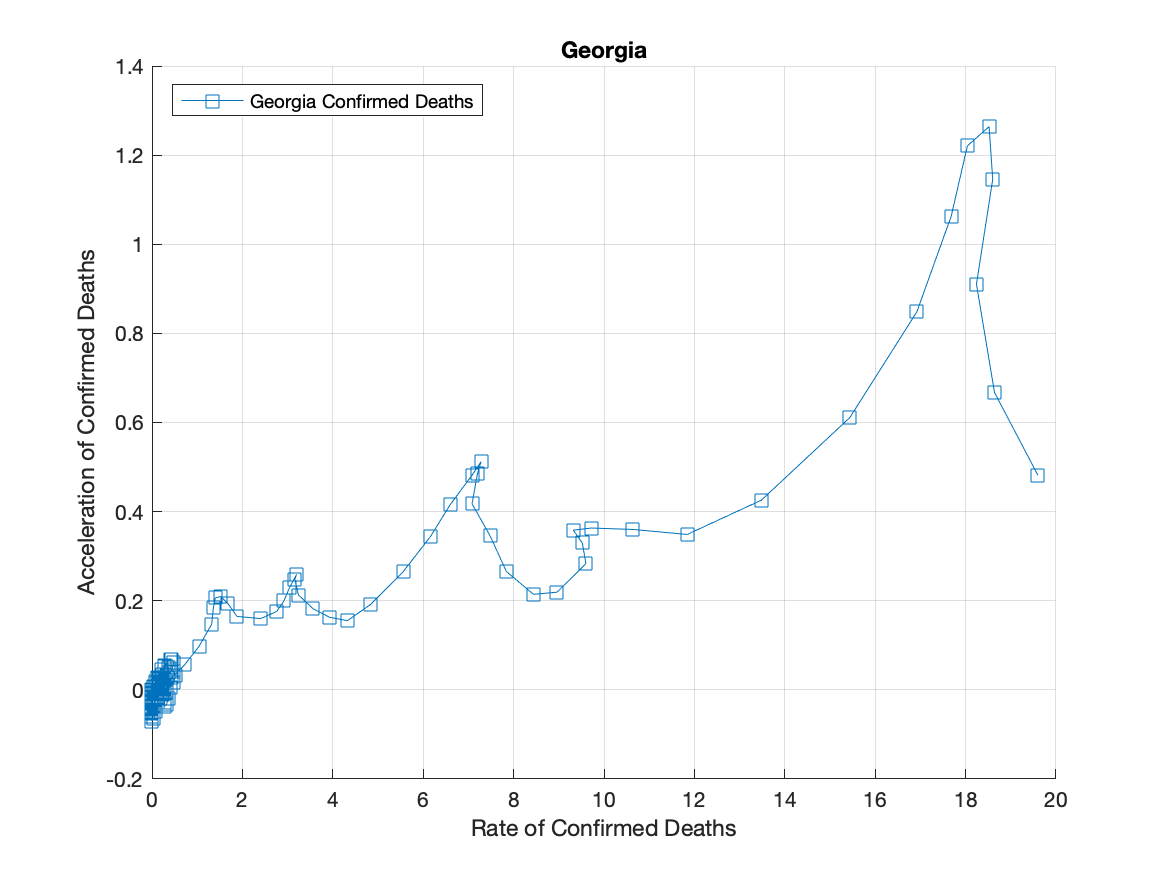 Georgia
Georgia Confirmed Deaths
1.4
1.2
1
0.8
0.6
0.4
0.2
0
-0.2
Acceleration of Confirmed Deaths
0 2 4 6 8 10 12 14 16 18 20
Rate of Confirmed Deaths